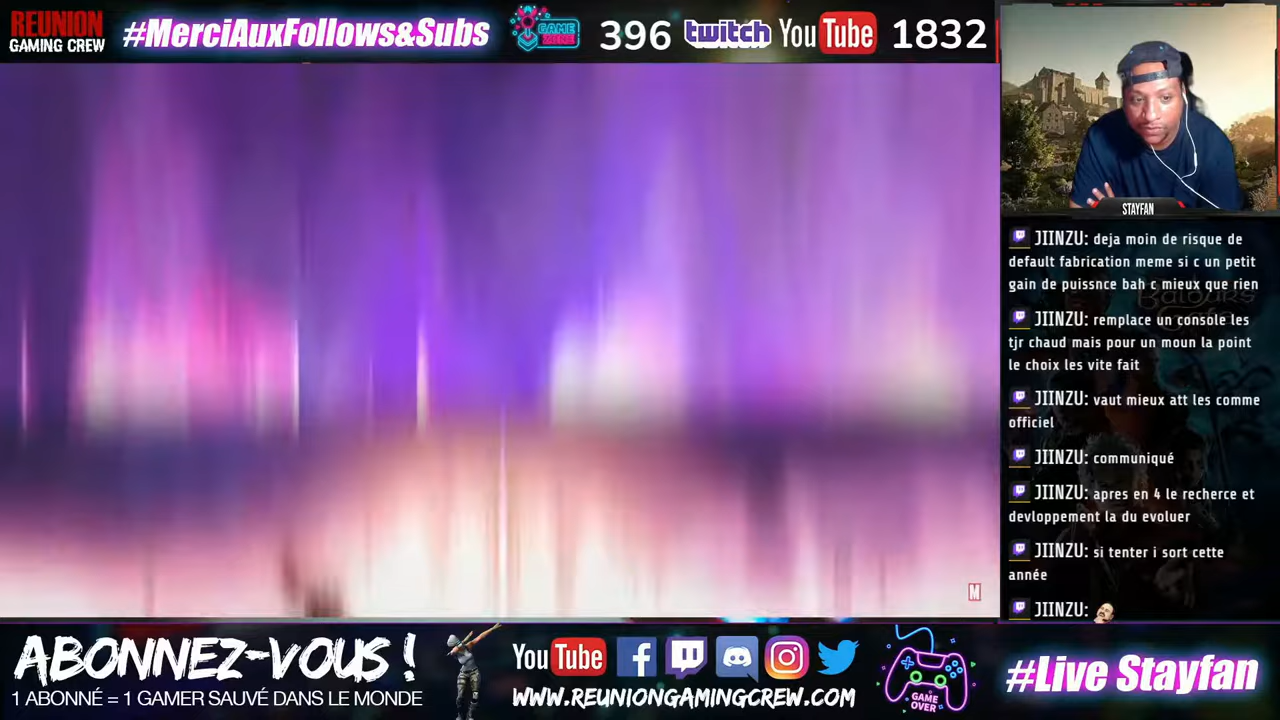 REUNION
GAMING CREW
#MerciAuxFollows&Subs
GAME
396
twitch
YouTube
1832
STAYFAN
JIINZU: deja moin de risque de
default fabrication meme si c un petit
gain de puissnce bah c mieux que rien
JIINZU: remplace un console les
tjr chaud mais pour un moun la point
le choix les vite fait
JIINZU: vaut mieux att les comme
officiel
JIINZU: communiqué
JIINZU: apres en 4 le recherce et
devloppement la du evoluer
JIINZU: si tenter i sort cette
année
JIINZU:
M
ABONNEZ-VOUS !
1 ABONNÉ = 1 GAMER SAUVÉ DANS LE MONDE
YouTube
WWW.REUNIONGAMINGCREW.COM
GAME
OVER
#Live Stayfan